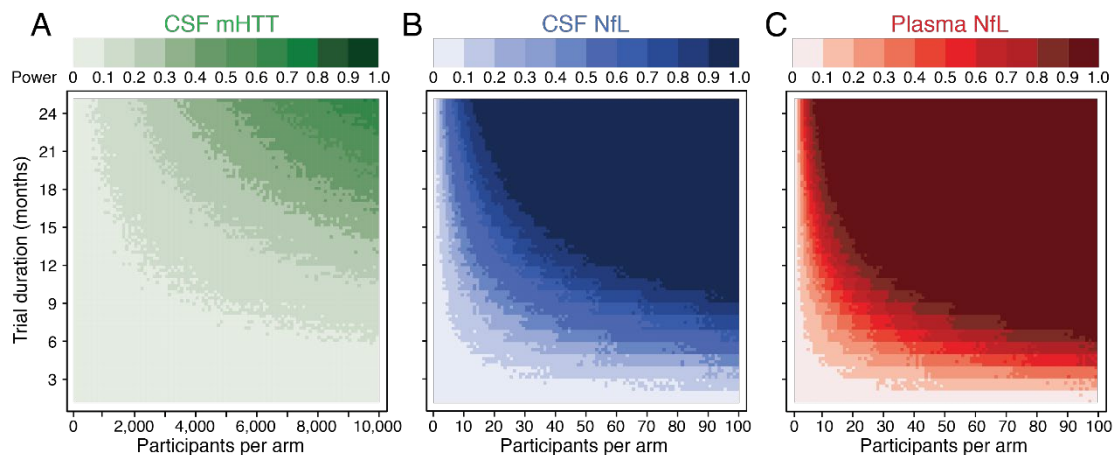 A CSF mHTT
Power 0 0.1 0.2 0.3 0.4 0.5 0.6 0.7 0.8 0.9 1.0
Trial duration (months)
24
21
18
15
12
9
6
3
0 2,000 4,000 6,000 8,000 10,000
Participants per arm
B CSF NfL
0 0.1 0.2 0.3 0.4 0.5 0.6 0.7 0.8 0.9 1.0
0 10 20 30 40 50 60 70 80 90 100
Participants per arm
C Plasma NfL
0 0.1 0.2 0.3 0.4 0.5 0.6 0.7 0.8 0.9 1.0
0 10 20 30 40 50 60 70 80 90 100
Participants per arm